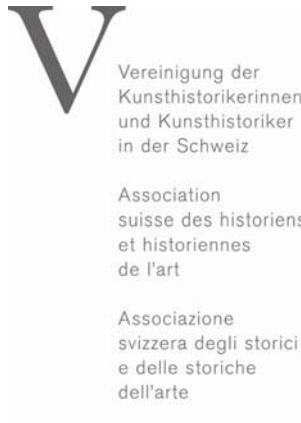 V
Vereinigung der
Kunsthistorikerinnen
und Kunsthistoriker
in der Schweiz
Association
suisse des historiens
et historiennes
de l'art
Associazione
svizzera degli storici
e delle storiche
dell'arte